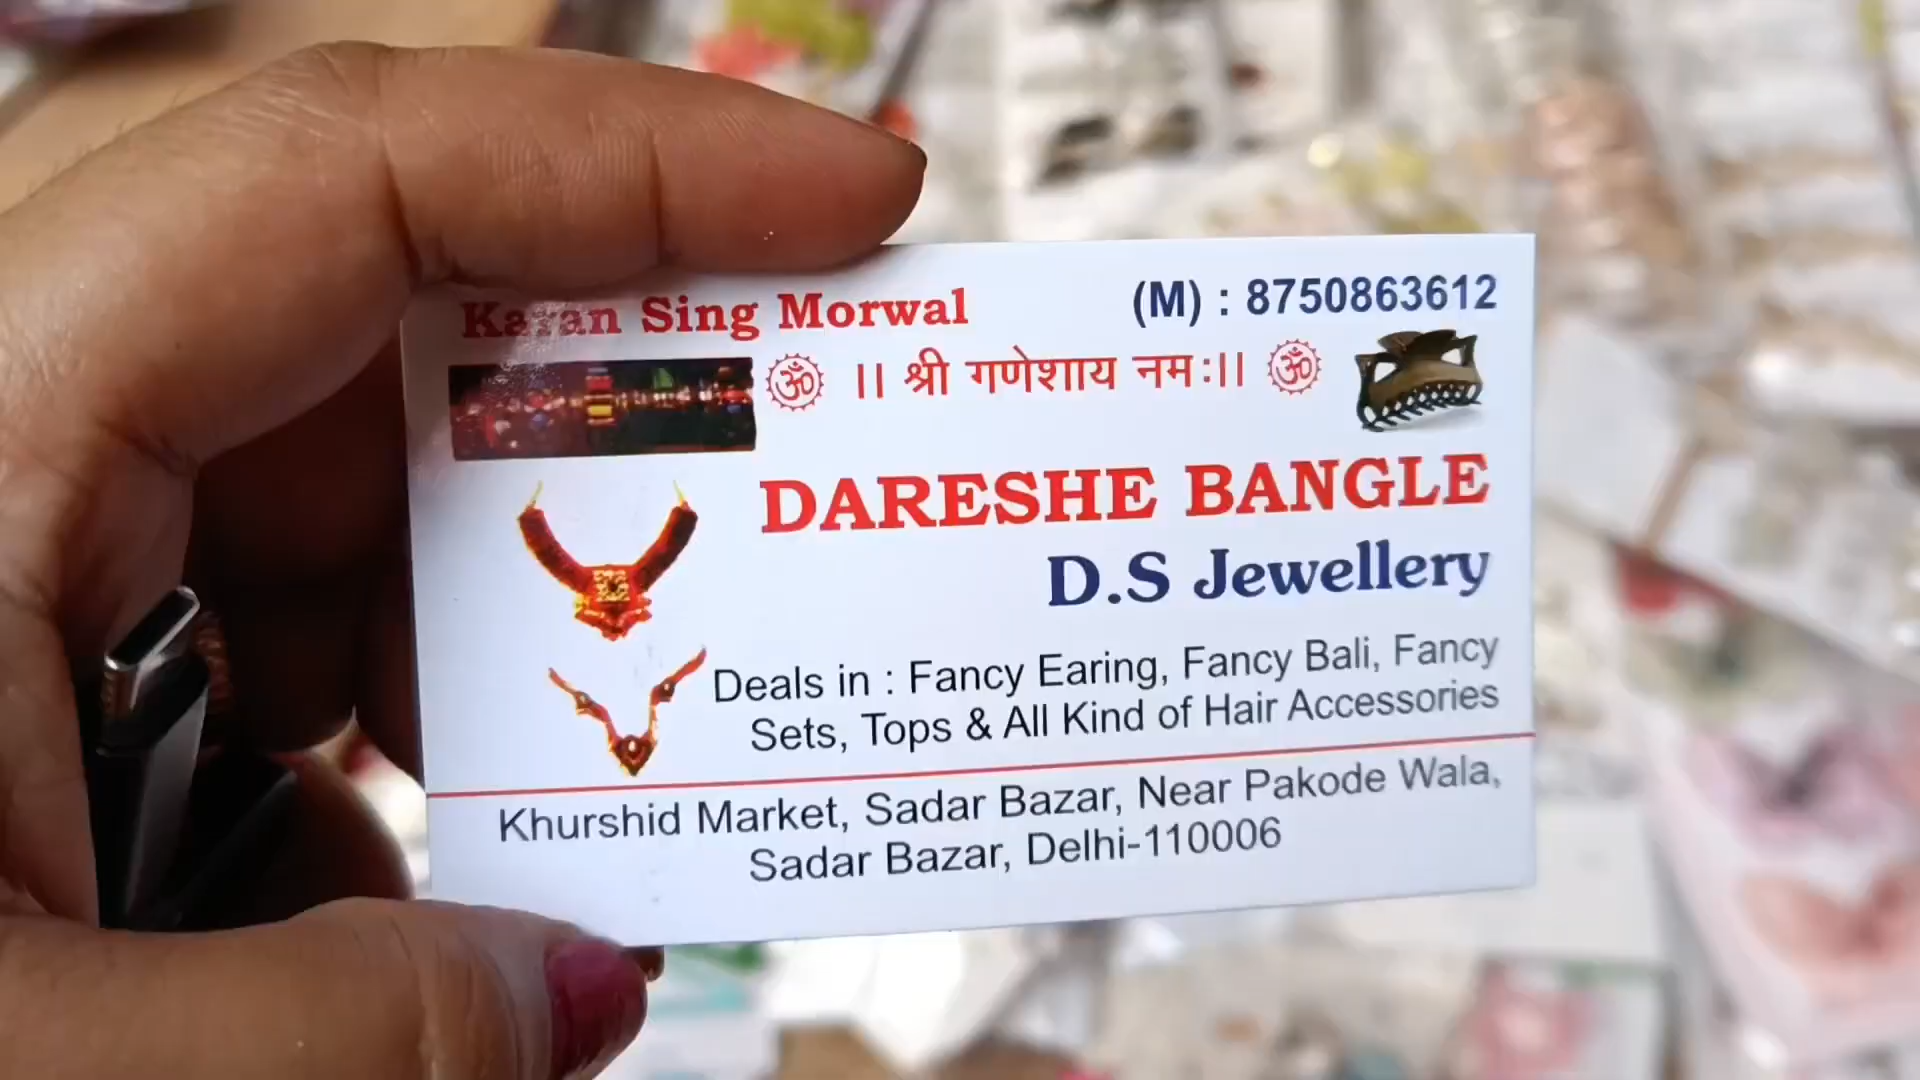 Karan Sing Morwal
(M) : 8750863612
ॐ ।। श्री गणेशाय नमः।। ॐ
DARESHE BANGLE
D.S Jewellery
Deals in : Fancy Earing, Fancy Bali, Fancy
Sets, Tops & All Kind of Hair Accessories
Khurshid Market, Sadar Bazar, Near Pakode Wala,
Sadar Bazar, Delhi-110006